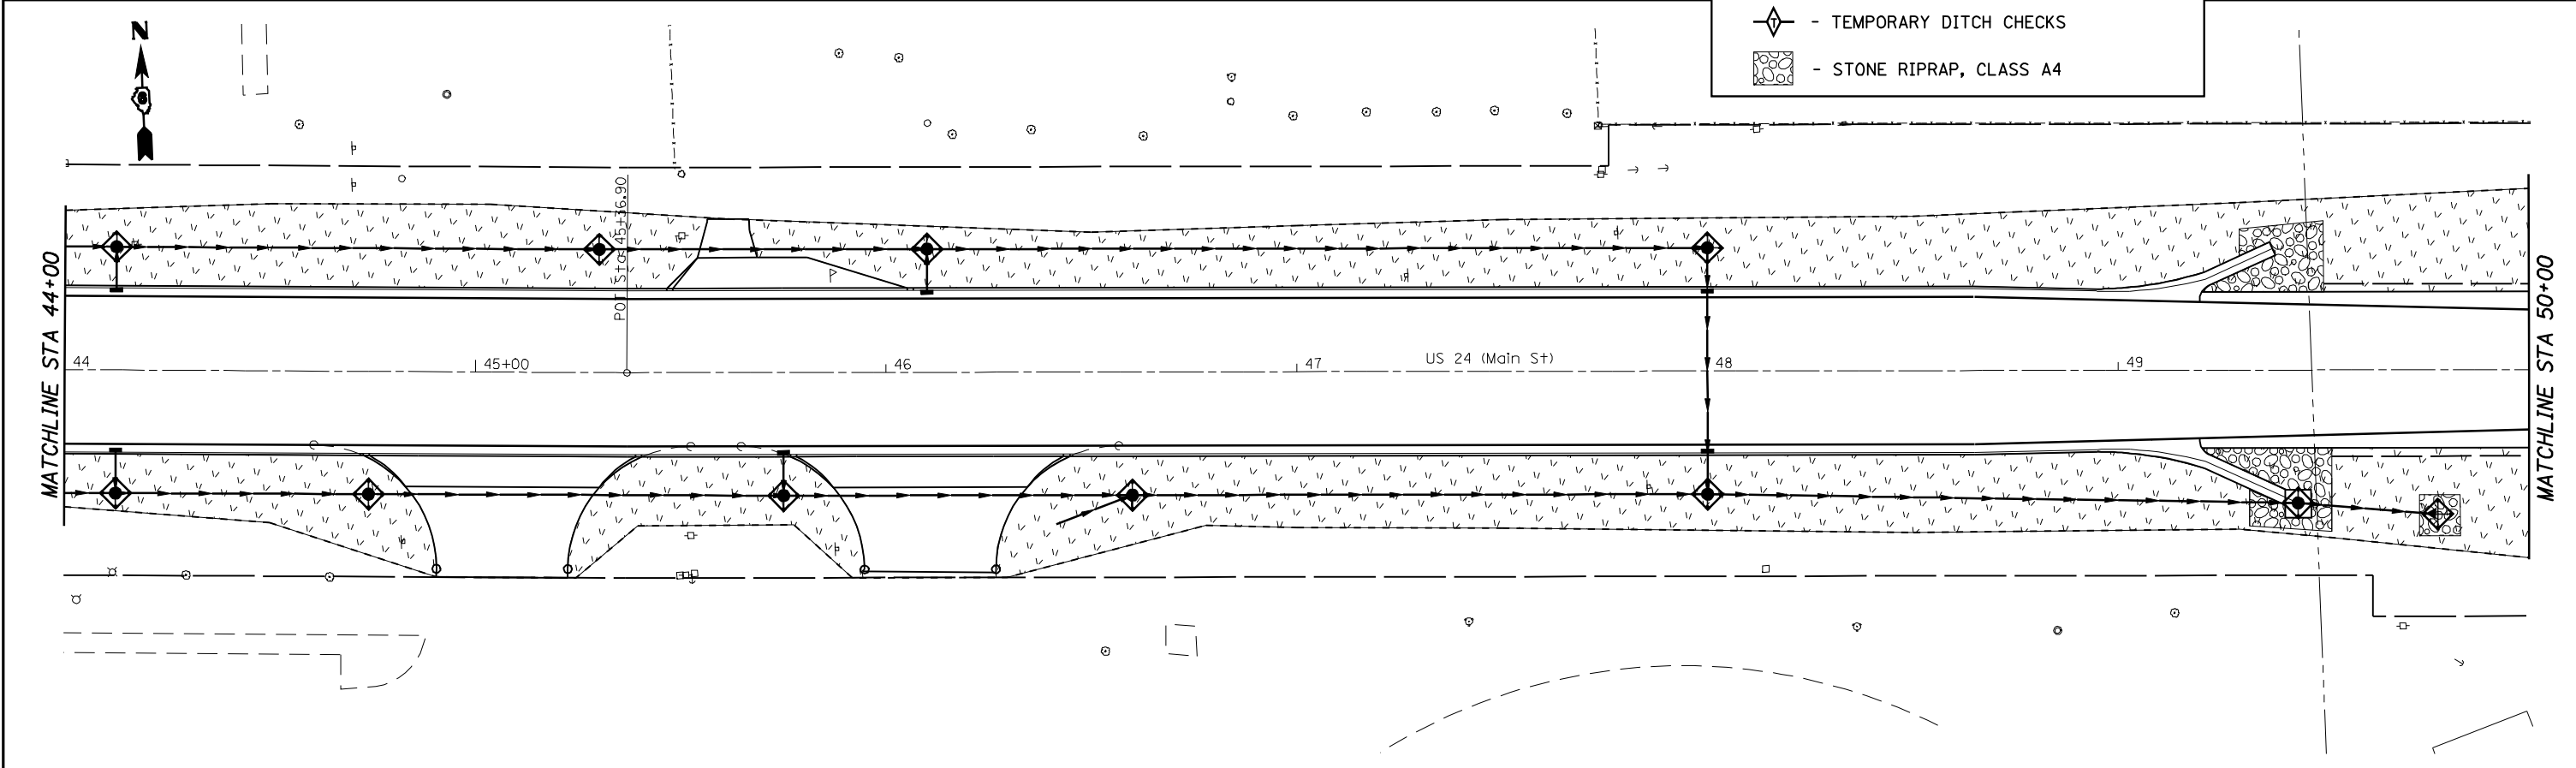 N
T - TEMPORARY DITCH CHECKS
- STONE RIPRAP, CLASS A4
MATCHLINE STA 44+00
POT Sta 45+36.90
44
45+00
46
47
US 24 (Main St)
48
49
MATCHLINE STA 50+00